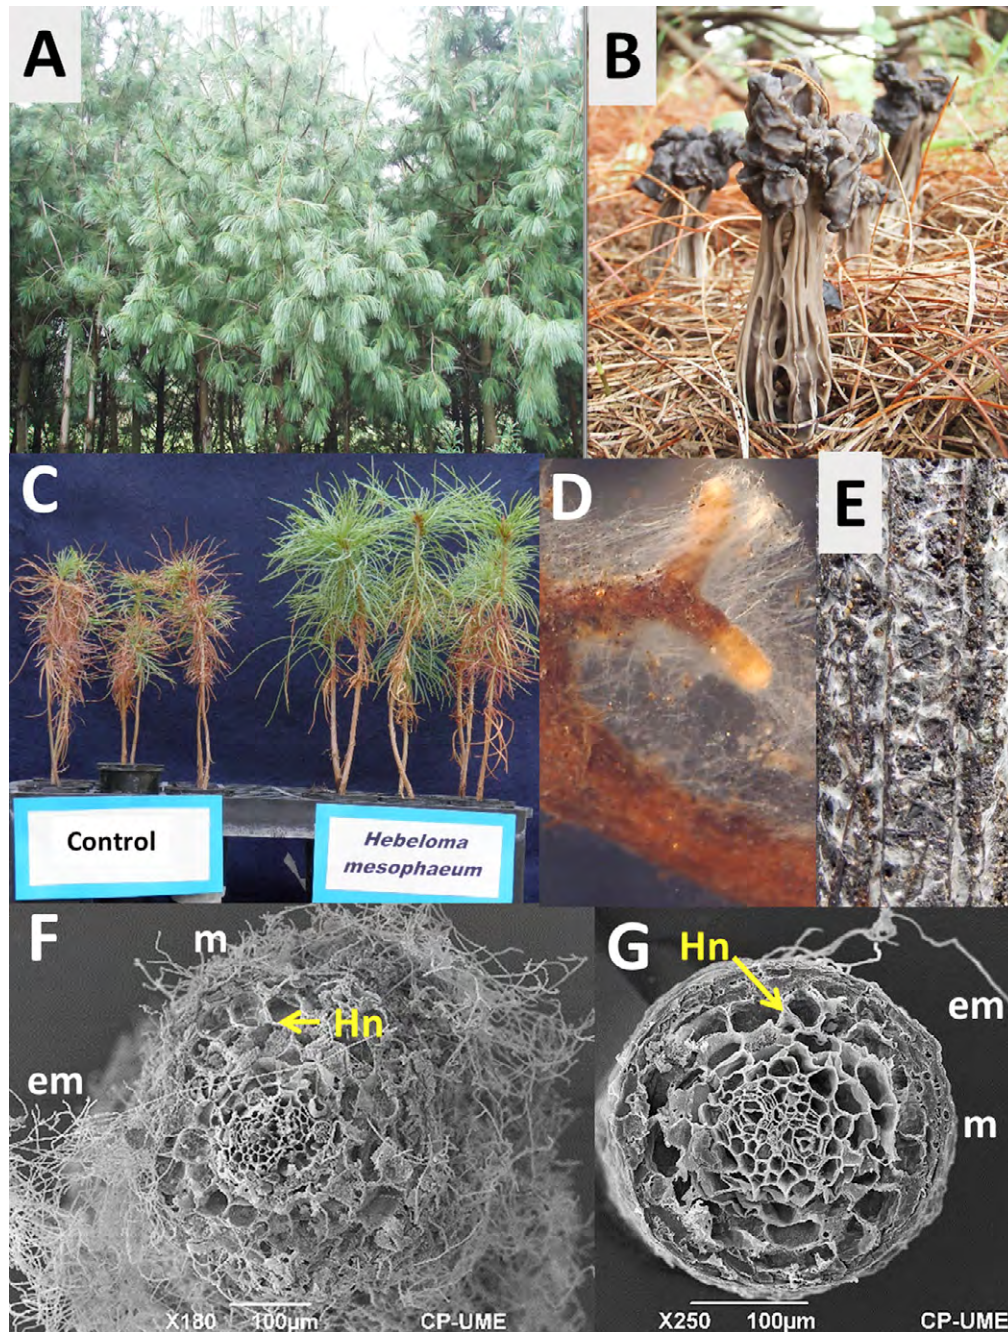 A
B
C
D
E
Control
Hebeloma
mesophaeum
F
m
Hn
em
X180 100µm CP-UME
G
Hn
em
m
X250 100µm CP-UME